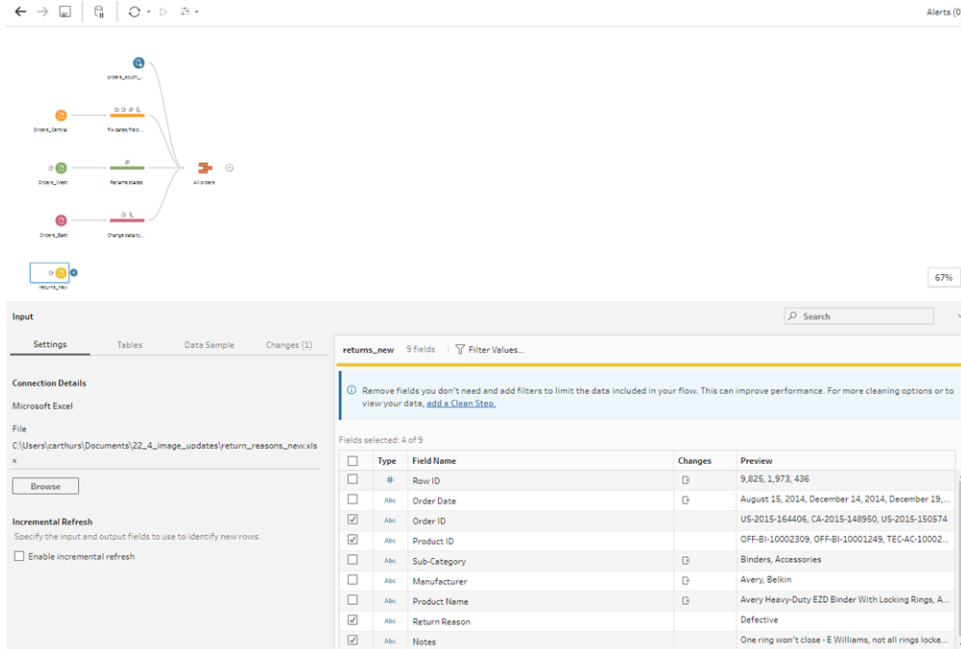 Alerts (0
orders_south_...
Orders_Central
Fix dates/field...
Orders_West
Rename states
All orders
Orders_East
Change data ty...
returns_new
67%
Input
Search
Settings
Tables
Data Sample
Changes (1)
returns_new
9 fields
Filter Values...
Connection Details
Microsoft Excel
File
C:\Users\carthurs\Documents\22_4_image_updates\return_reasons_new.xls
x
Browse
Incremental Refresh
Specify the input and output fields to use to identify new rows.
Enable incremental refresh
Remove fields you don't need and add filters to limit the data included in your flow. This can improve performance. For more cleaning options or to
view your data, add a Clean Step.
Fields selected: 4 of 9
Type Field Name Changes Preview
# Row ID 9,825, 1,973, 436
Abc Order Date August 15, 2014, December 14, 2014, December 19,...
Abc Order ID US-2015-164406, CA-2015-148950, US-2015-150574
Abc Product ID OFF-BI-10002309, OFF-BI-10001249, TEC-AC-10002...
Abc Sub-Category Binders, Accessories
Abc Manufacturer Avery, Belkin
Abc Product Name Avery Heavy-Duty EZD Binder With Locking Rings, A...
Abc Return Reason Defective
Abc Notes One ring won't close - E Williams, not all rings locke...